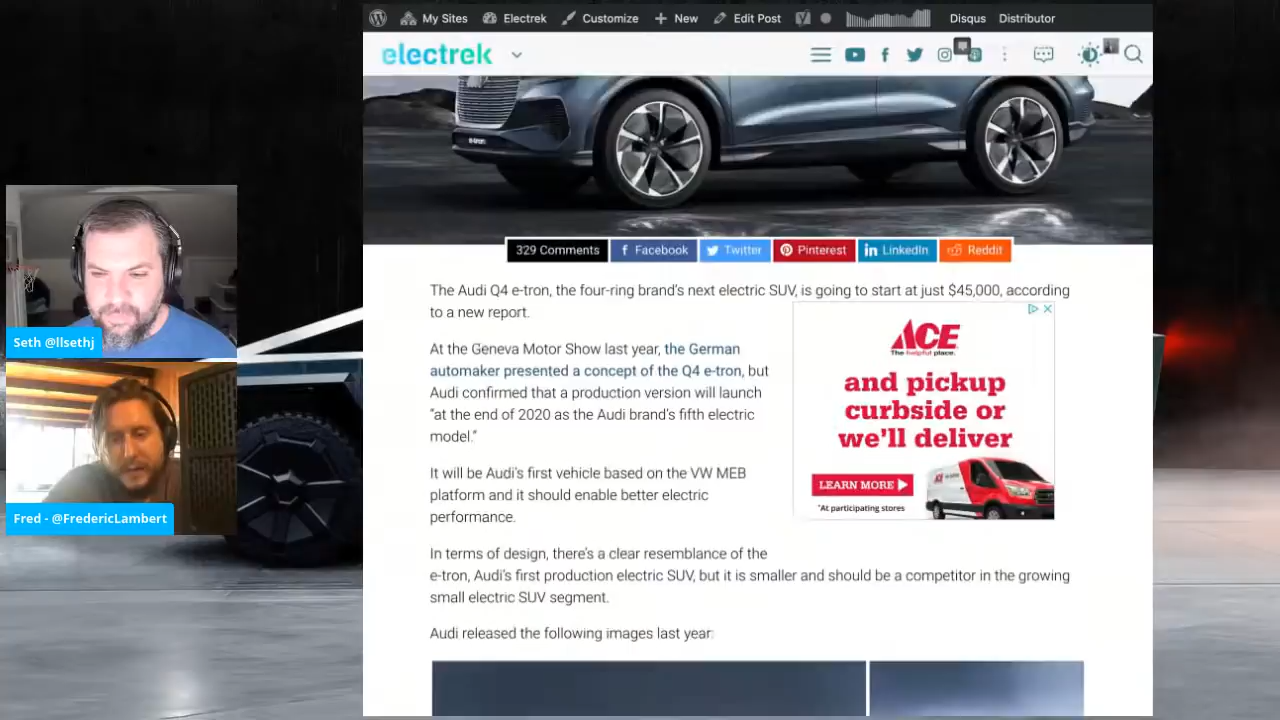 My Sites Electrek Customize New Edit Post Disqus Distributor
electrek
e-tron
329 Comments Facebook Twitter Pinterest LinkedIn Reddit
The Audi Q4 e-tron, the four-ring brand's next electric SUV, is going to start at just $45,000, according
to a new report.
At the Geneva Motor Show last year, the German
automaker presented a concept of the Q4 e-tron, but
Audi confirmed that a production version will launch
"at the end of 2020 as the Audi brand's fifth electric
model."
It will be Audi's first vehicle based on the VW MEB
platform and it should enable better electric
performance.
ACE
The helpful place.
and pickup
curbside or
we'll deliver
LEARN MORE
*At participating stores
In terms of design, there's a clear resemblance of the
e-tron, Audi's first production electric SUV, but it is smaller and should be a competitor in the growing
small electric SUV segment.
Audi released the following images last year:
Seth @llsethj
Fred - @FredericLambert